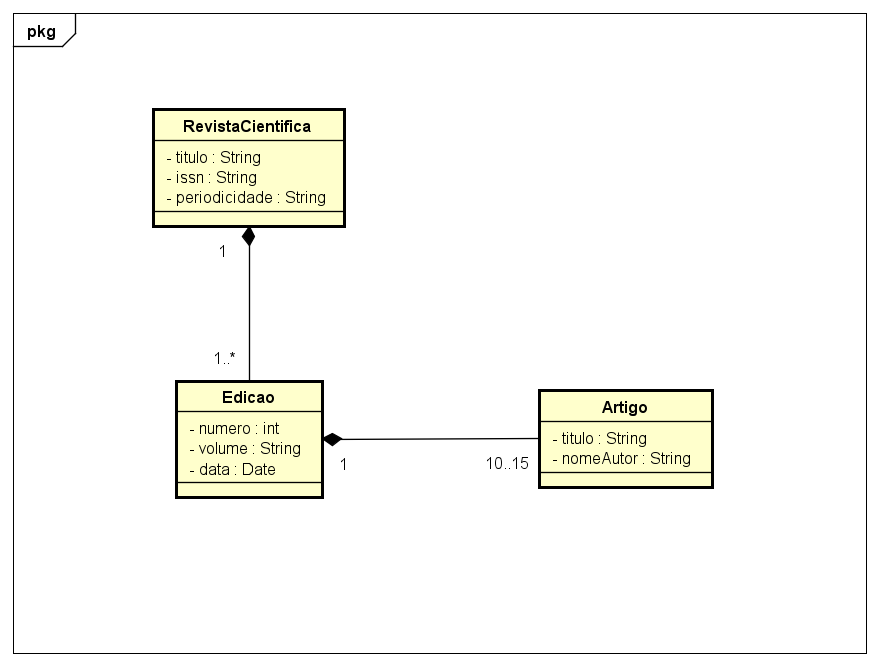 pkg
RevistaCientifica
- titulo : String
- issn : String
- periodicidade : String
1
1..*
Edicao
- numero : int
- volume : String
- data : Date
1
10..15
Artigo
- titulo : String
- nomeAutor : String